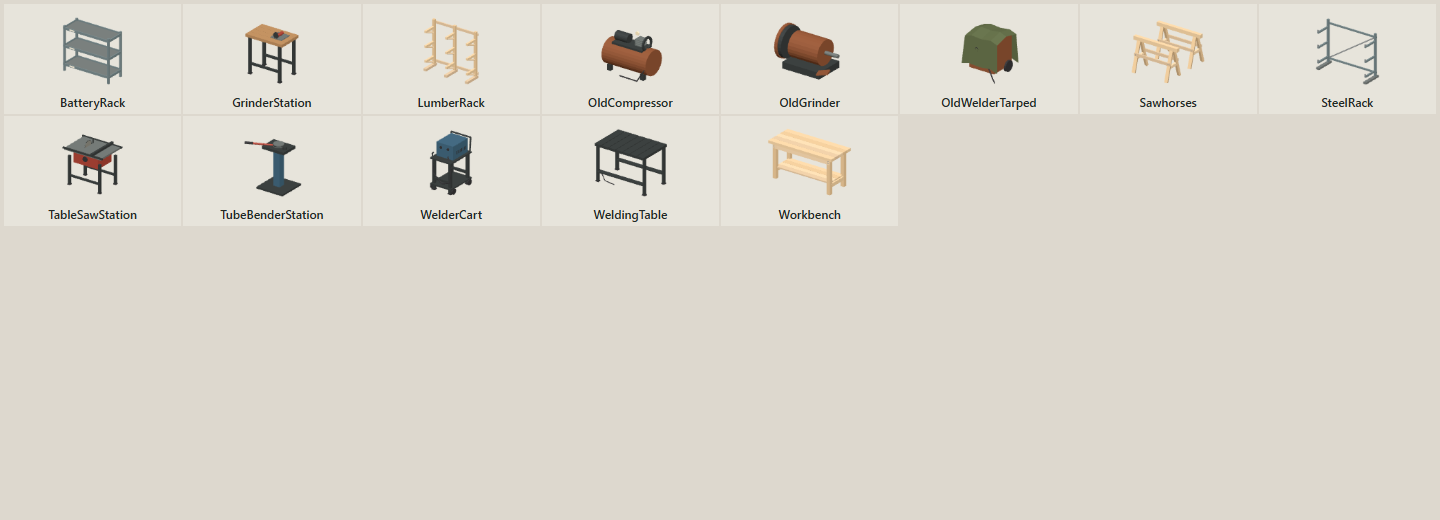 BatteryRack
GrinderStation
LumberRack
OldCompressor
OldGrinder
OldWelderTarped
Sawhorses
SteelRack
TableSawStation
TubeBenderStation
WelderCart
WeldingTable
Workbench